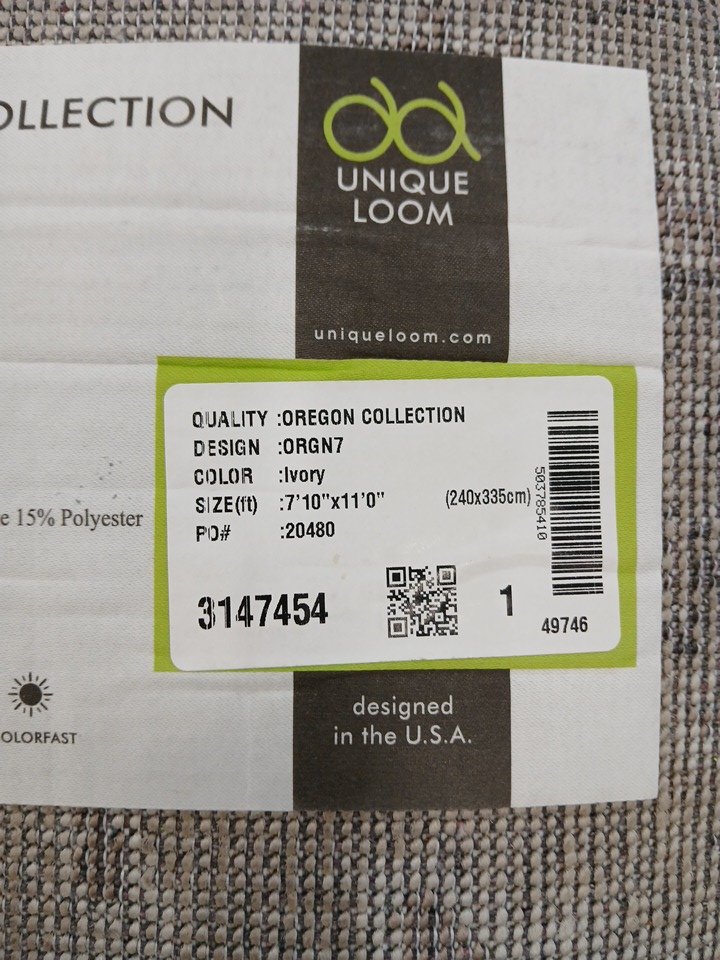 OLLECTION
UNIQUE
LOOM
uniqueloom.com
QUALITY :OREGON COLLECTION
DESIGN :ORGN7
COLOR :Ivory
SIZE(ft) :7'10"x11'0" (240x335cm)
PO# :20480
503785410
3147454
1
49746
e 15% Polyester
OLORFAST
designed
in the U.S.A.